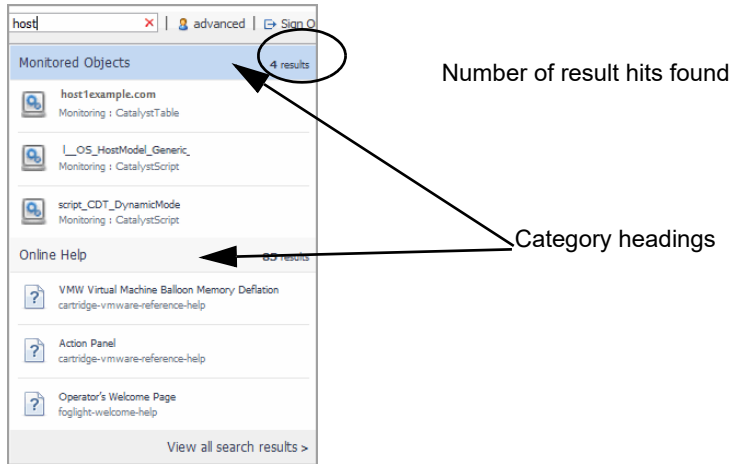 host advanced Sign O
Monitored Objects 4 results
Number of result hits found
host1example.com
Monitoring : CatalystTable
l__OS_HostModel_Generic_
Monitoring : CatalystScript
script_CDT_DynamicMode
Monitoring : CatalystScript
Category headings
Online Help 85 results
VMW Virtual Machine Balloon Memory Deflation
cartridge-vmware-reference-help
Action Panel
cartridge-vmware-reference-help
Operator's Welcome Page
foglight-welcome-help
View all search results >